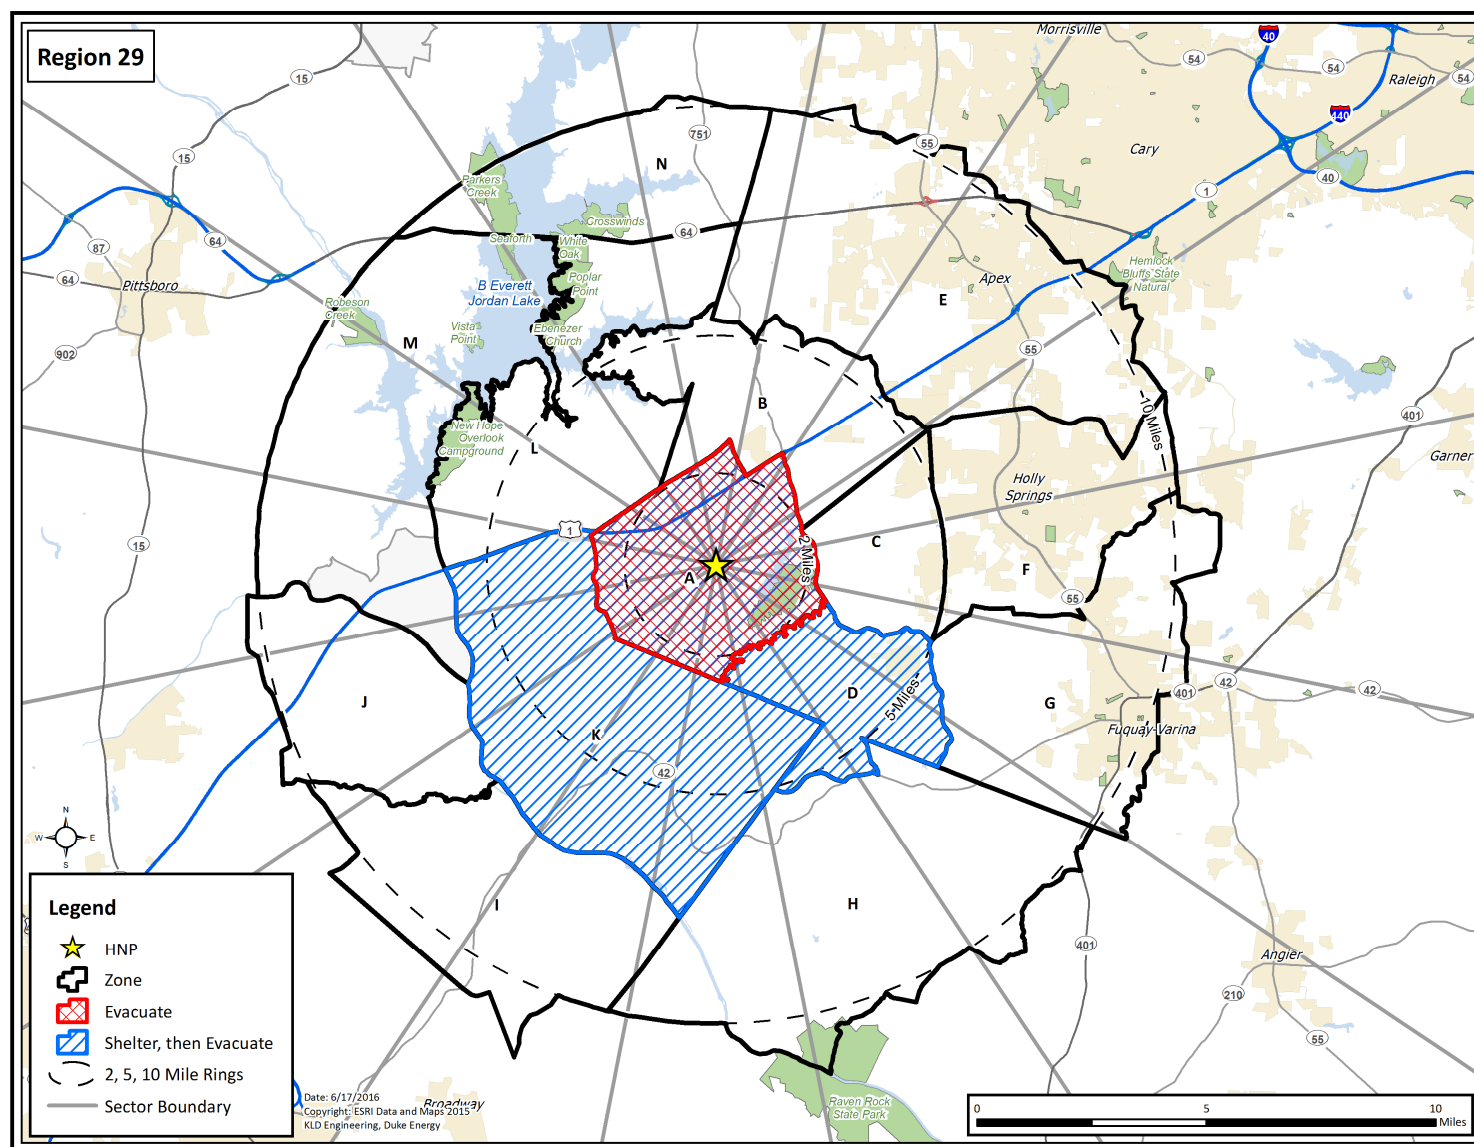 Region 29
Morrisville
40
54
54
54
Raleigh
15
751
55
440
N
Cary
15
40
Parkers
Creek
1
Crosswinds
64
64
Seaforth
White
Oak
87
64
Hemlock
Bluffs State
Natural
Apex
Poplar
Point
Pittsboro
B Everett
Jordan Lake
E
Robeson
Creek
Vista
Point
Ebenezer
Church
M
55
902
B
10 Miles
401
New Hope
Overlook
Campground
L
Garner
Holly
Springs
1
15
C
2 Miles
A
F
55
D
5 Miles
J
G
401
42
42
K
Fuquay-Varina
42
N
W
E
S
I
H
401
Angier
210
55
Legend
HNP
Zone
Evacuate
Shelter, then Evacuate
2, 5, 10 Mile Rings
Sector Boundary
Date: 6/17/2016
Copyright: ESRI Data and Maps 2015
KLD Engineering, Duke Energy
Broadway
Raven Rock
State Park
0
5
10
Miles